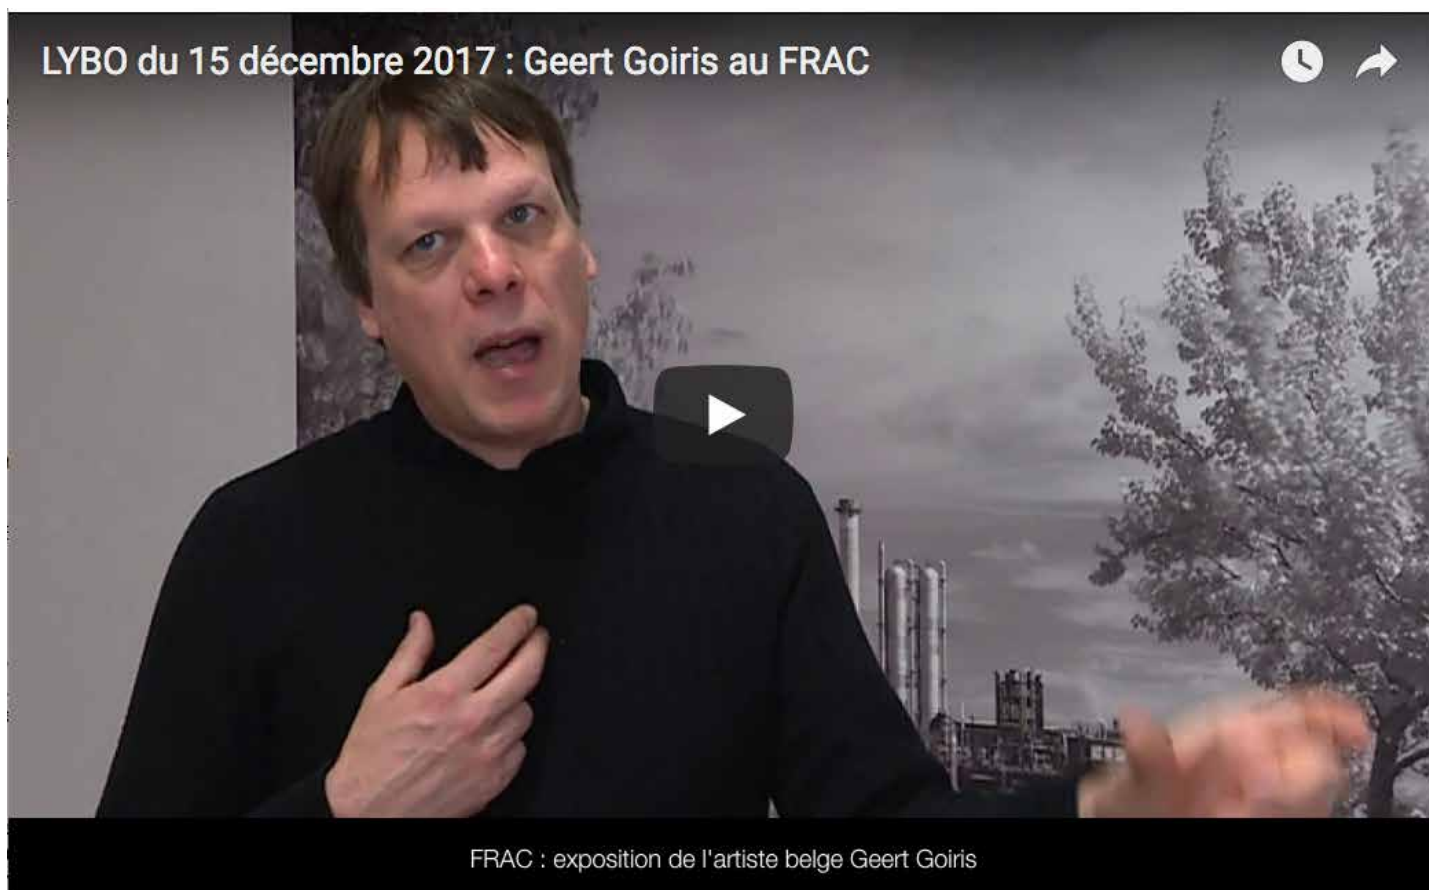 LYBO du 15 décembre 2017 : Geert Goiris au FRAC
FRAC : exposition de l'artiste belge Geert Goiris